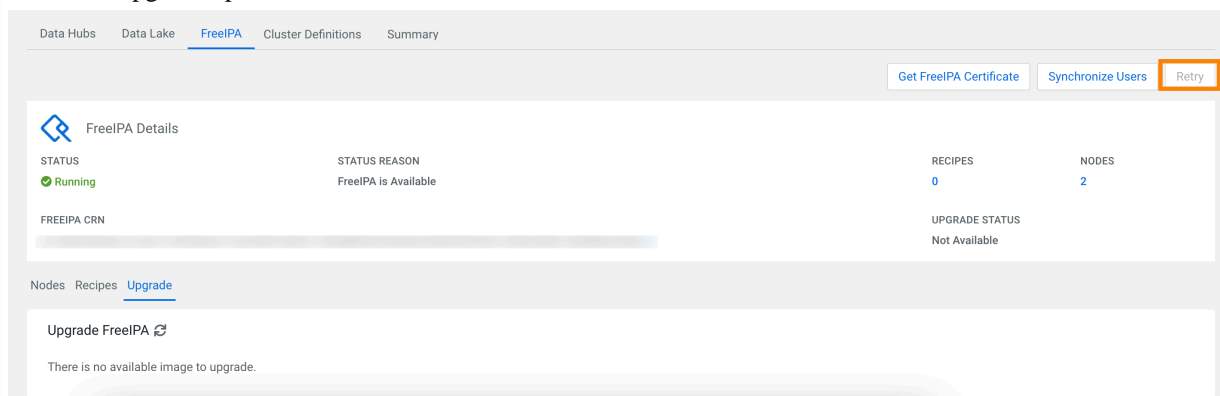 Data Hubs Data Lake FreeIPA Cluster Definitions Summary
Get FreeIPA Certificate Synchronize Users Retry
FreeIPA Details
STATUS STATUS REASON RECIPES NODES
Running FreeIPA is Available 0 2
FREEIPA CRN UPGRADE STATUS
Not Available
Nodes Recipes Upgrade
Upgrade FreeIPA
There is no available image to upgrade.